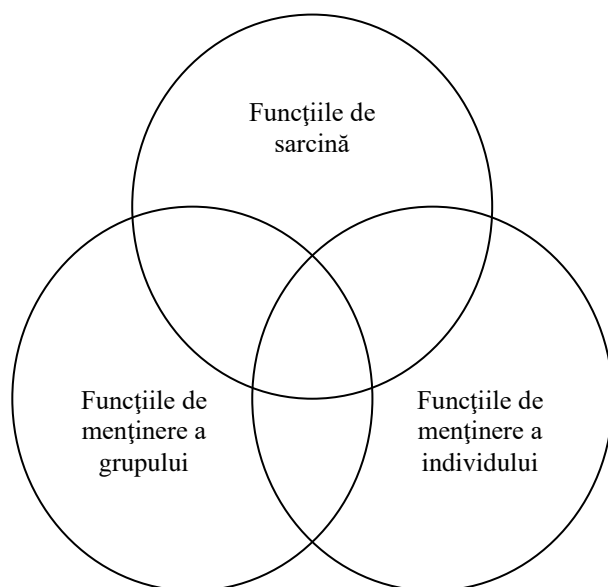 Funcţiile de
sarcină
Funcţiile de
menţinere a
grupului
Funcţiile de
menţinere a
individului